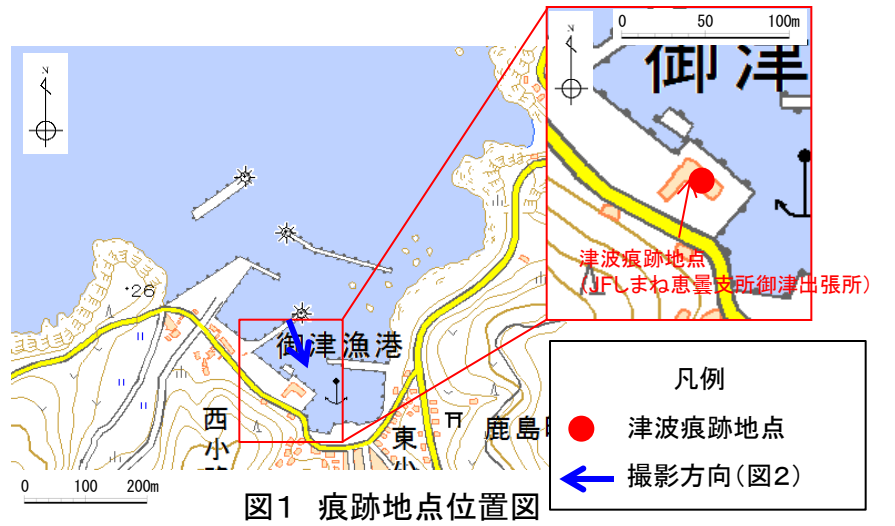 0 50 100m
N
N
御津
津波痕跡地点
(JFしまね恵曇支所御津出張所)
・26
御津漁港
西小路
東小
鹿島町
凡例
津波痕跡地点
撮影方向(図2)
0 100 200m
図1 痕跡地点位置図